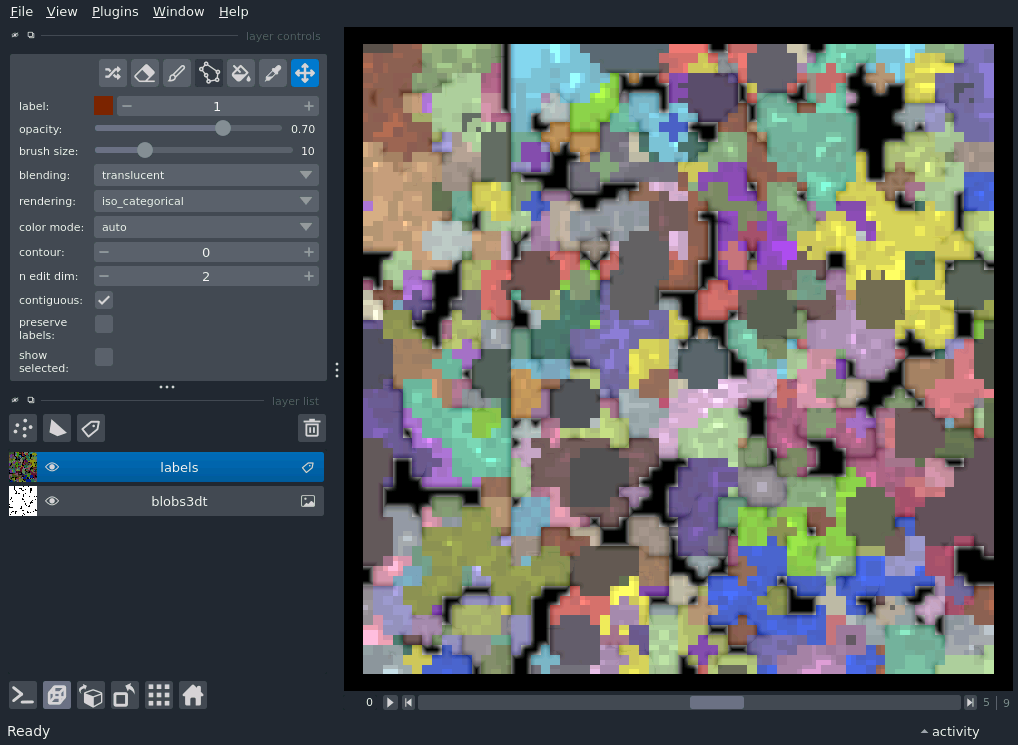 File View Plugins Window Help
layer controls
label: 1
opacity: 0.70
brush size: 10
blending: translucent
rendering: iso_categorical
color mode: auto
contour: 0
n edit dim: 2
contiguous:
preserve
labels:
show
selected:
layer list
labels
blobs3dt
0 5 9
Ready activity